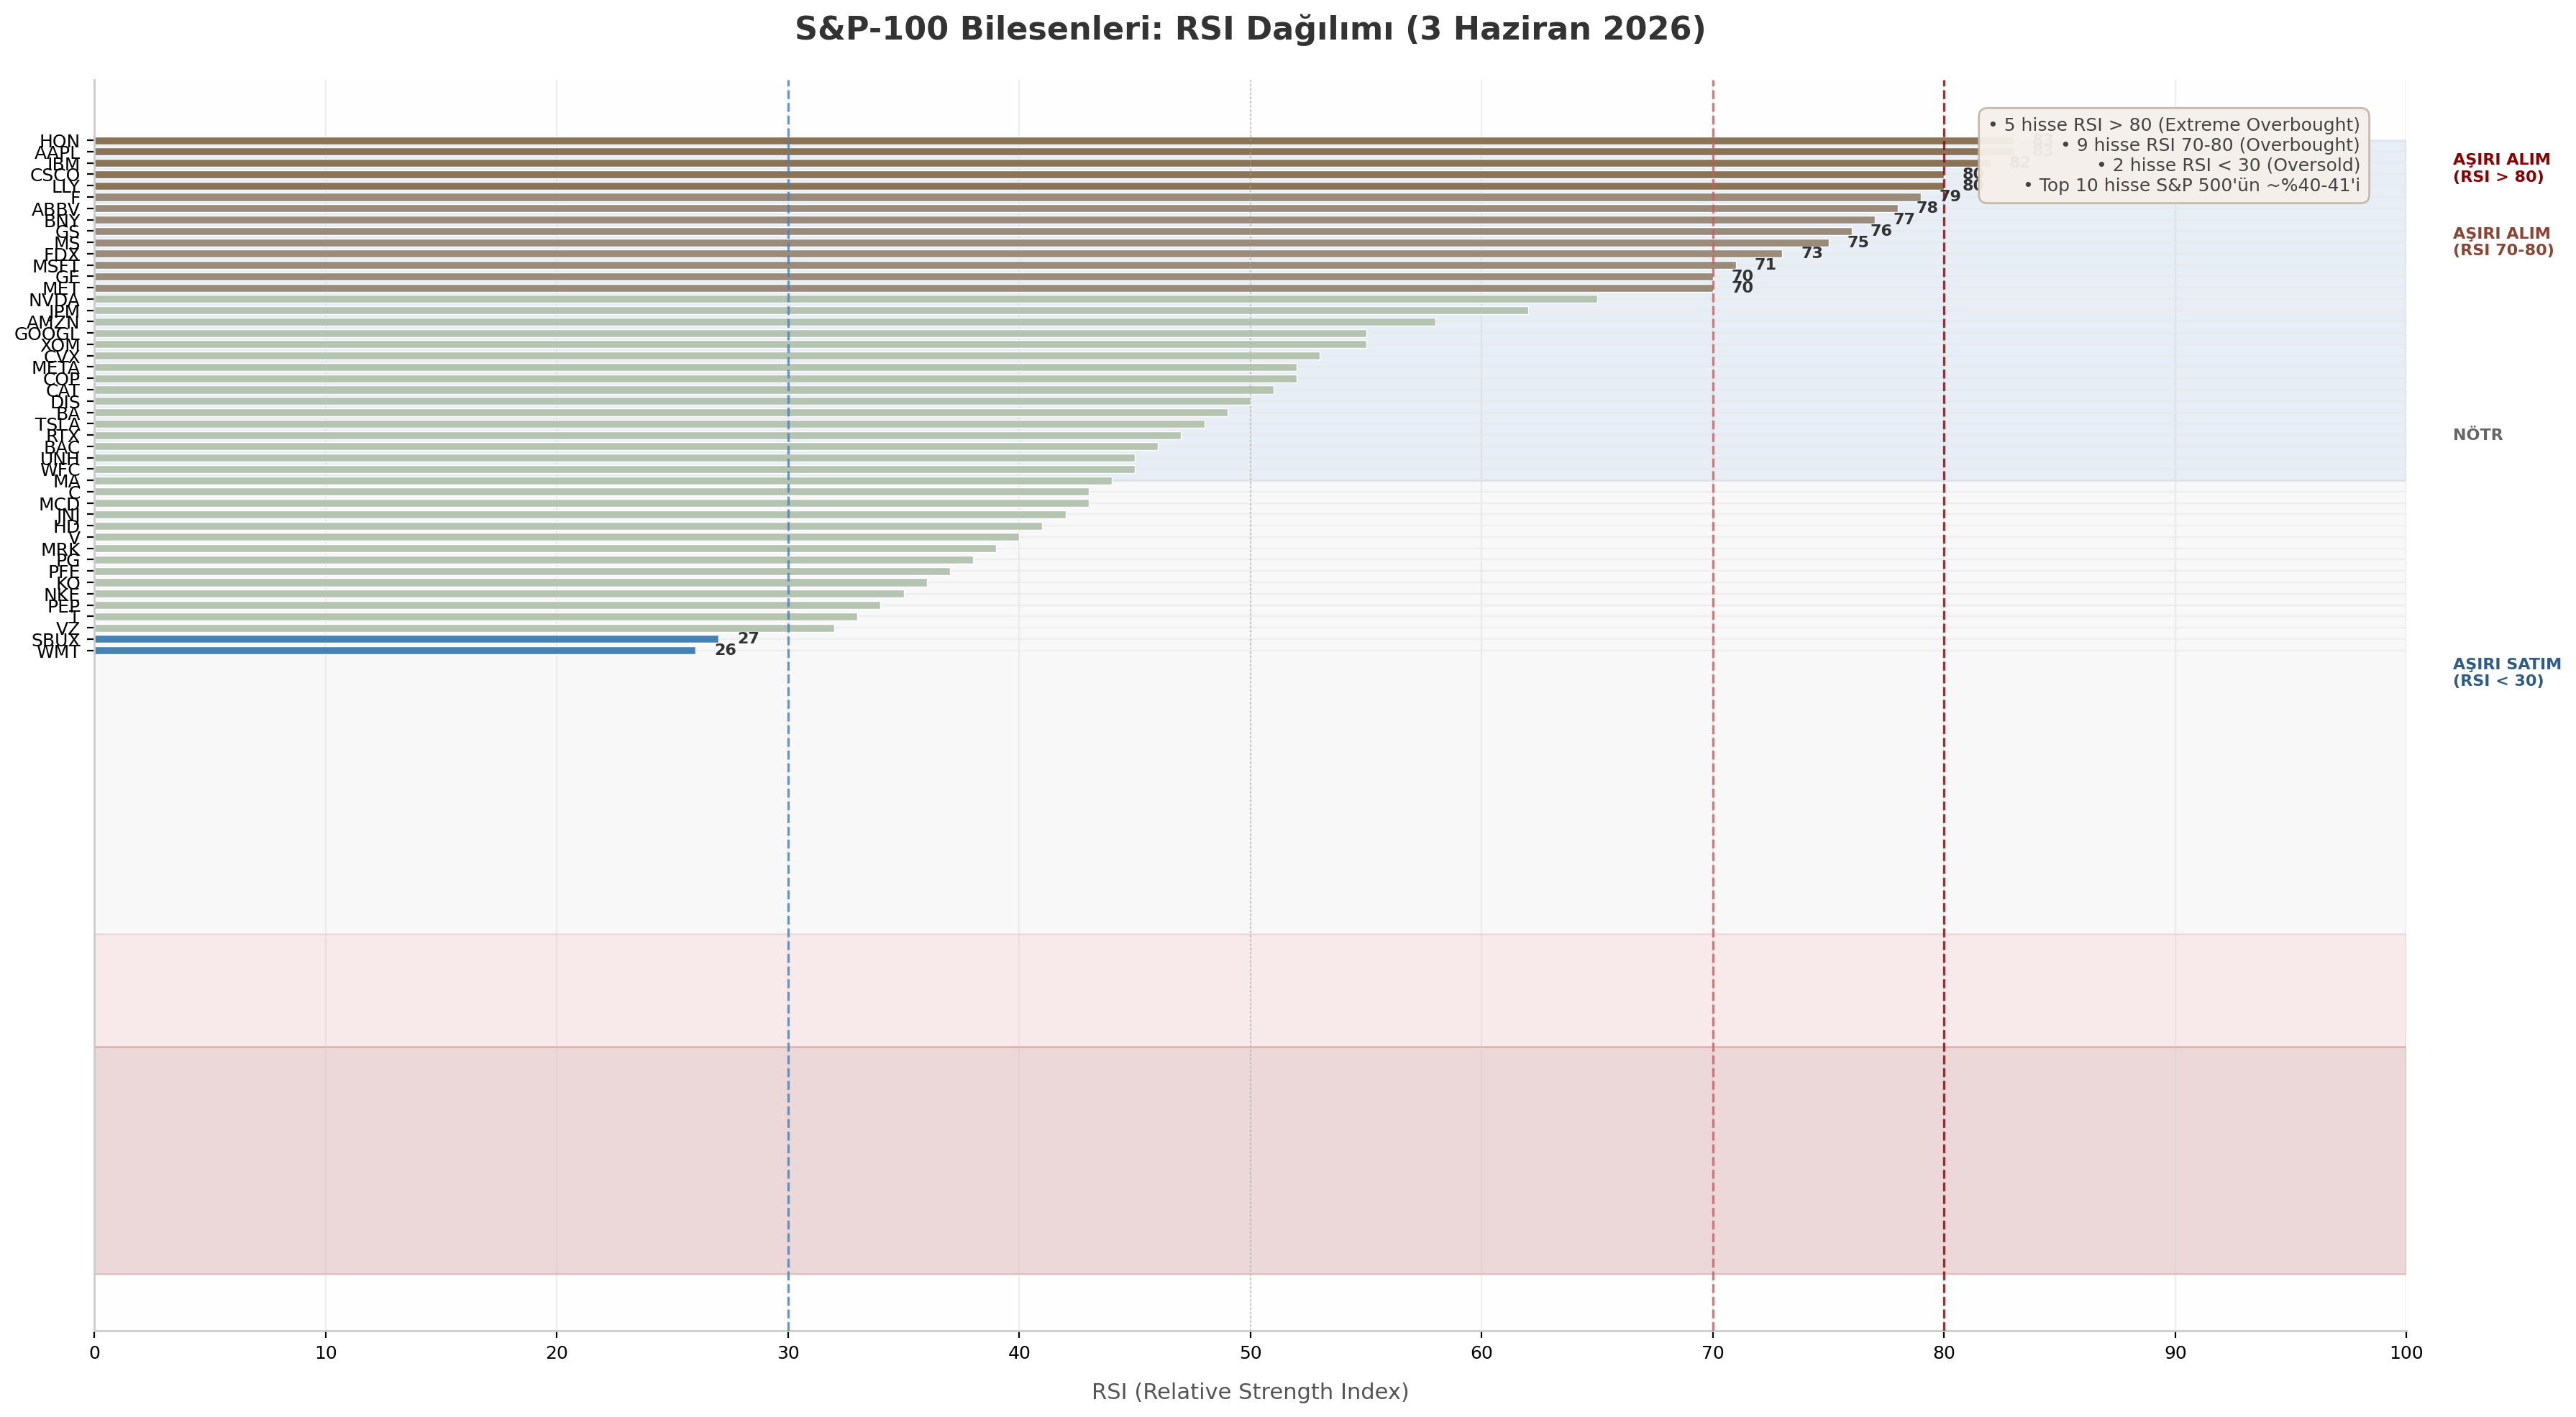 S&P-100 Bilesenleri: RSI Dağılımı (3 Haziran 2026)
• 5 hisse RSI > 80 (Extreme Overbought)
• 9 hisse RSI 70-80 (Overbought)
• 2 hisse RSI < 30 (Oversold)
• Top 10 hisse S&P 500'ün ~%40-41'i
AŞIRI ALIM
(RSI > 80)
AŞIRI ALIM
(RSI 70-80)
NÖTR
AŞIRI SATIM
(RSI < 30)
HON 83
AAPL 83
IBM 82
CSCO 80
LLY 80
F 79
ABBV 78
BNY 77
GS 76
MS 75
FDX 73
MSFT 71
GE 70
MET 70
NVDA
JPM
AMZN
GOOGL
XOM
CVX
META
COP
CAT
DIS
BA
TSLA
RTX
BAC
UNH
WFC
MA
C
MCD
JNJ
HD
V
MRK
PG
PFE
KO
NKE
PEP
T
VZ
SBUX 27
WMT 26
0 10 20 30 40 50 60 70 80 90 100
RSI (Relative Strength Index)